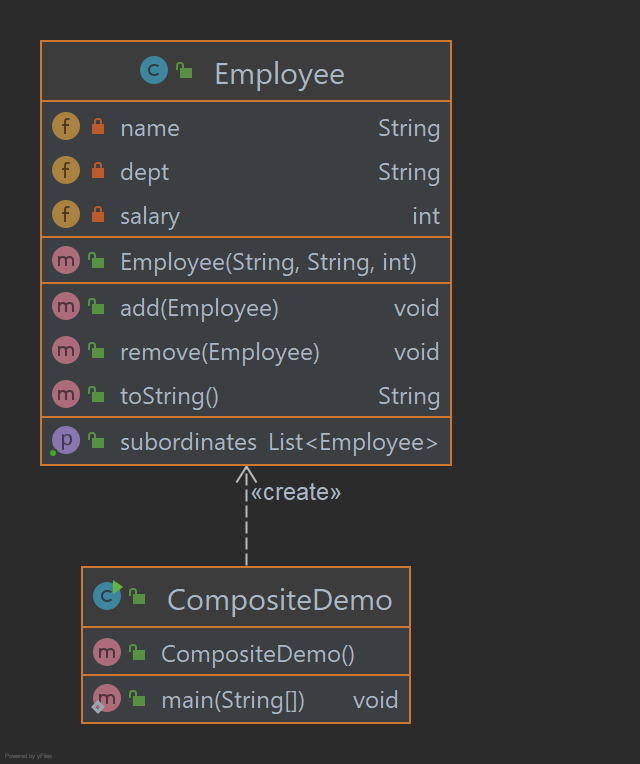 Employee
name String
dept String
salary int
Employee(String, String, int)
add(Employee) void
remove(Employee) void
toString() String
subordinates List<Employee>
«create»
CompositeDemo
CompositeDemo()
main(String[]) void
Powered by yFiles